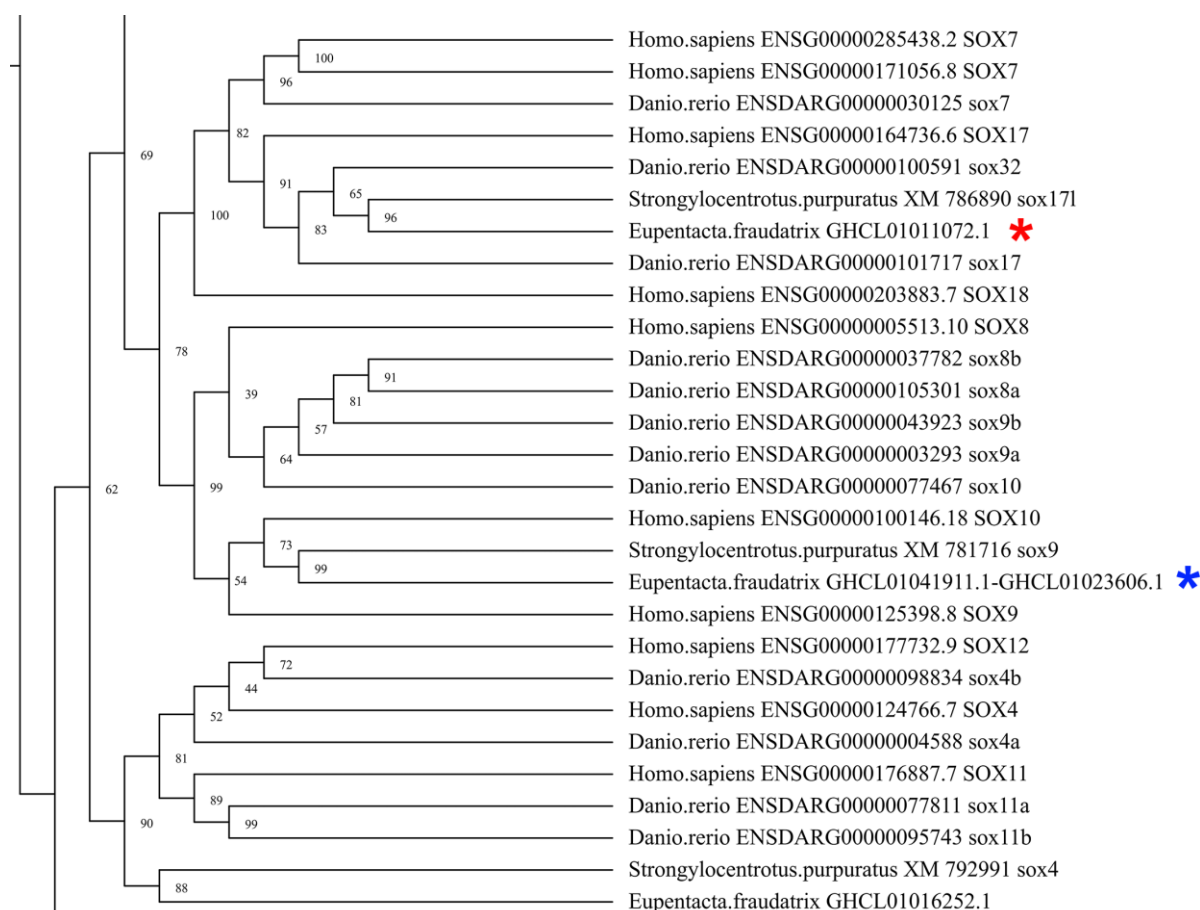 Homo.sapiens ENSG00000285438.2 SOX7
100
Homo.sapiens ENSG00000171056.8 SOX7
96
Danio.rerio ENSDARG00000030125 sox7
82
Homo.sapiens ENSG00000164736.6 SOX17
69
Danio.rerio ENSDARG00000100591 sox32
91
65
Strongylocentrotus.purpuratus XM 786890 sox17l
100
96
Eupentacta.fraudatrix GHCL01011072.1 *
83
Danio.rerio ENSDARG00000101717 sox17
Homo.sapiens ENSG00000203883.7 SOX18
Homo.sapiens ENSG00000005513.10 SOX8
78
Danio.rerio ENSDARG00000037782 sox8b
91
39
Danio.rerio ENSDARG00000105301 sox8a
81
Danio.rerio ENSDARG00000043923 sox9b
57
Danio.rerio ENSDARG00000003293 sox9a
64
Danio.rerio ENSDARG00000077467 sox10
62
99
Homo.sapiens ENSG00000100146.18 SOX10
73
Strongylocentrotus.purpuratus XM 781716 sox9
99
Eupentacta.fraudatrix GHCL01041911.1-GHCL01023606.1 *
54
Homo.sapiens ENSG00000125398.8 SOX9
Homo.sapiens ENSG00000177732.9 SOX12
72
Danio.rerio ENSDARG00000098834 sox4b
44
Homo.sapiens ENSG00000124766.7 SOX4
52
Danio.rerio ENSDARG00000004588 sox4a
81
Homo.sapiens ENSG00000176887.7 SOX11
89
Danio.rerio ENSDARG00000077811 sox11a
90
99
Danio.rerio ENSDARG00000095743 sox11b
Strongylocentrotus.purpuratus XM 792991 sox4
88
Eupentacta.fraudatrix GHCL01016252.1